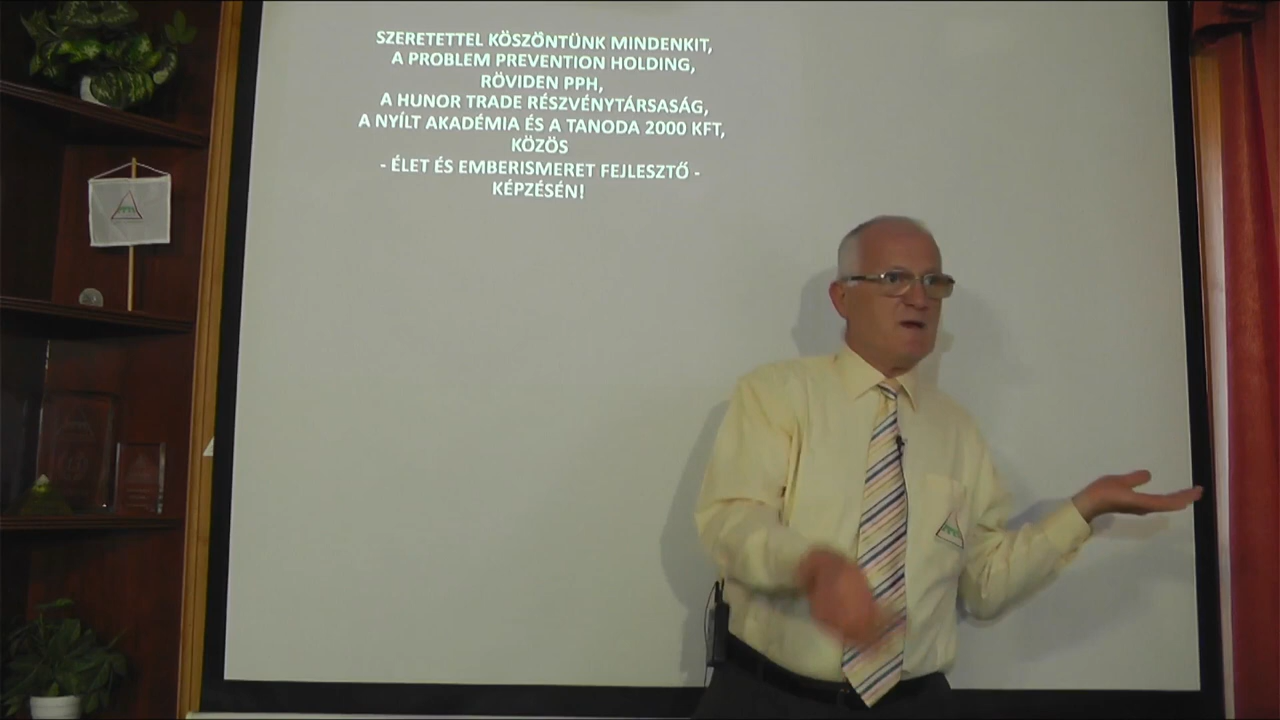 SZERETETTEL KÖSZÖNTÜNK MINDENKIT,
A PROBLEM PREVENTION HOLDING,
RÖVIDEN PPH,
A HUNOR TRADE RÉSZVÉNYTÁRSASÁG,
A NYÍLT AKADÉMIA ÉS A TANODA 2000 KFT,
KÖZÖS
- ÉLET ÉS EMBERISMERET FEJLESZTŐ -
KÉPZÉSÉN!